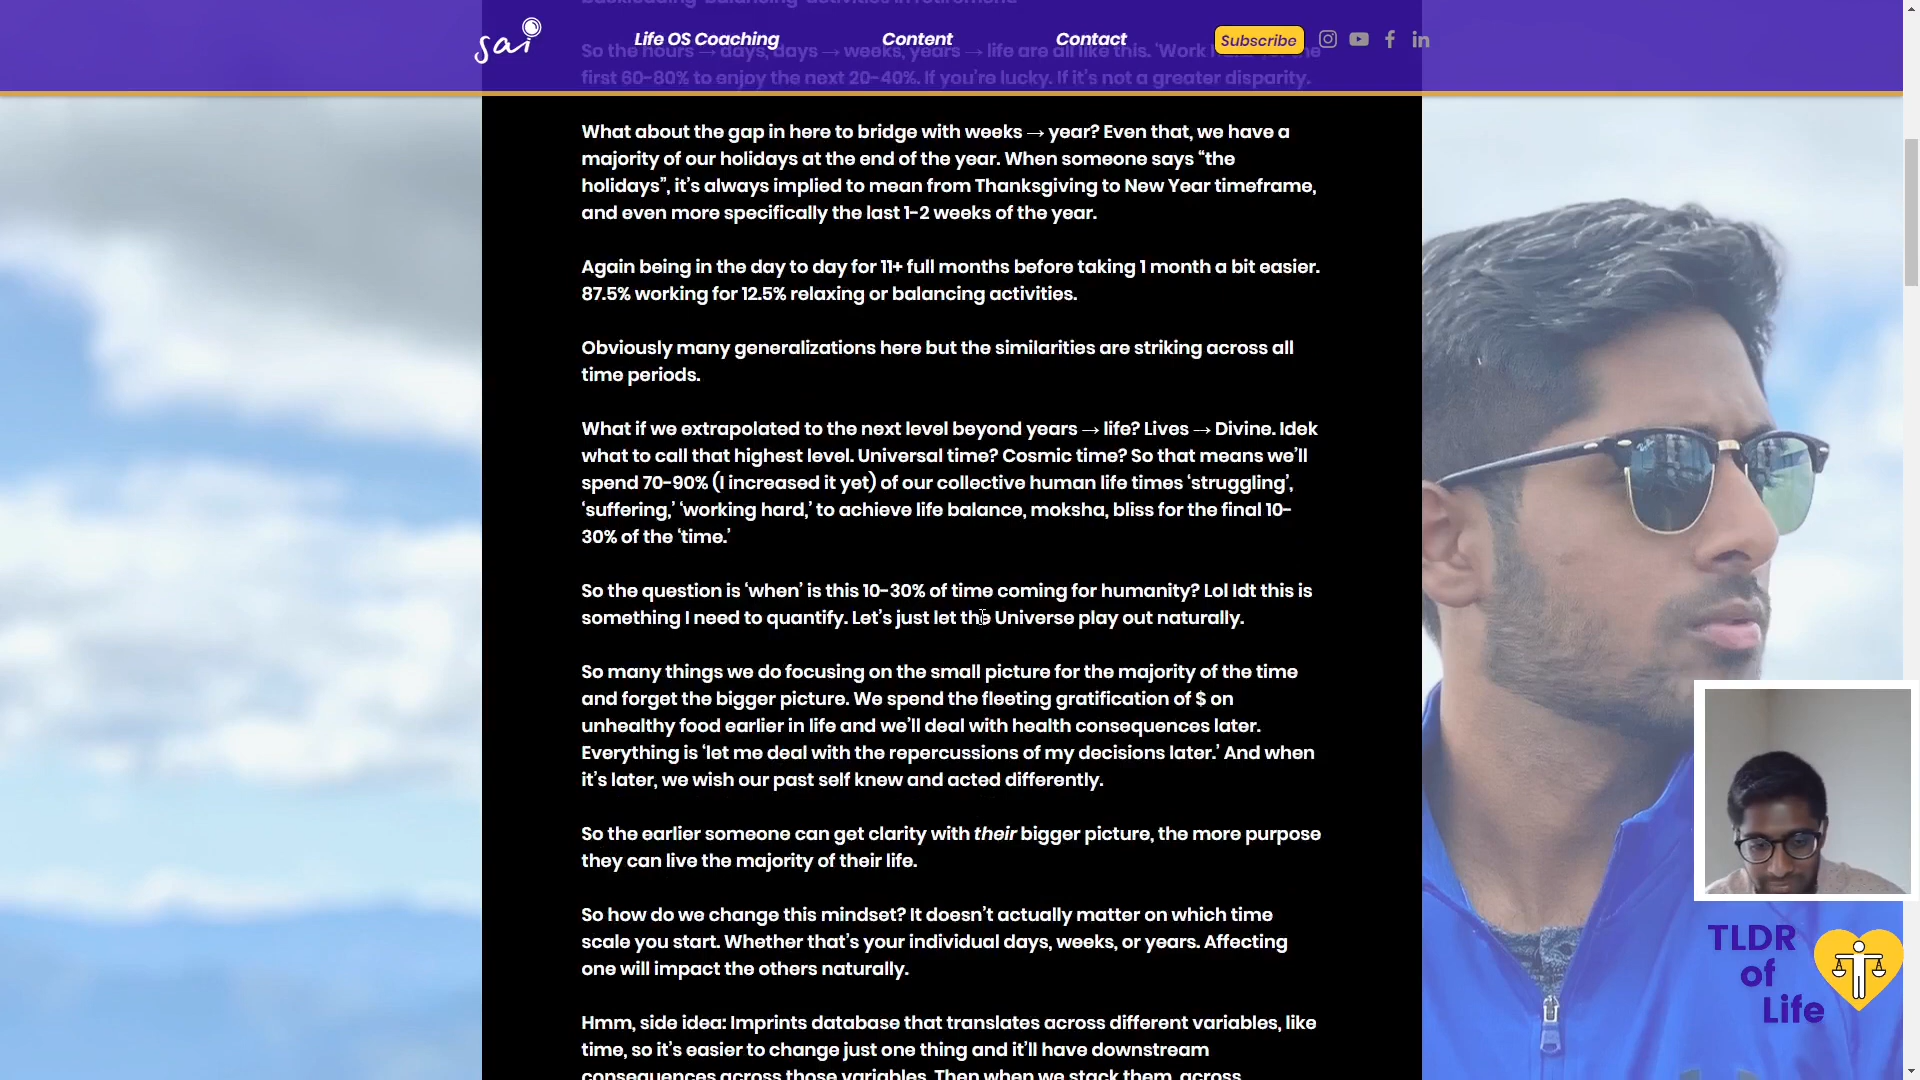 sai
Life OS Coaching
Content
Contact
Subscribe
So the hours → days, days → weeks, years → life are all like this. ‘Work
first 60-80% to enjoy the next 20-40%. If you’re lucky. If it’s not a greater disparity.
What about the gap in here to bridge with weeks → year? Even that, we have a
majority of our holidays at the end of the year. When someone says “the
holidays”, it’s always implied to mean from Thanksgiving to New Year timeframe,
and even more specifically the last 1-2 weeks of the year.
Again being in the day to day for 11+ full months before taking 1 month a bit easier.
87.5% working for 12.5% relaxing or balancing activities.
Obviously many generalizations here but the similarities are striking across all
time periods.
What if we extrapolated to the next level beyond years → life? Lives → Divine. Idek
what to call that highest level. Universal time? Cosmic time? So that means we’ll
spend 70-90% (I increased it yet) of our collective human life times ‘struggling’,
‘suffering,’ ‘working hard,’ to achieve life balance, moksha, bliss for the final 10-
30% of the ‘time.’
So the question is ‘when’ is this 10-30% of time coming for humanity? Lol Idt this is
something I need to quantify. Let’s just let the Universe play out naturally.
So many things we do focusing on the small picture for the majority of the time
and forget the bigger picture. We spend the fleeting gratification of $ on
unhealthy food earlier in life and we’ll deal with health consequences later.
Everything is ‘let me deal with the repercussions of my decisions later.’ And when
it’s later, we wish our past self knew and acted differently.
So the earlier someone can get clarity with their bigger picture, the more purpose
they can live the majority of their life.
So how do we change this mindset? It doesn’t actually matter on which time
scale you start. Whether that’s your individual days, weeks, or years. Affecting
one will impact the others naturally.
Hmm, side idea: Imprints database that translates across different variables, like
time, so it’s easier to change just one thing and it’ll have downstream
consequences across those variables. Then when we stack them, across
TLDR
of
Life